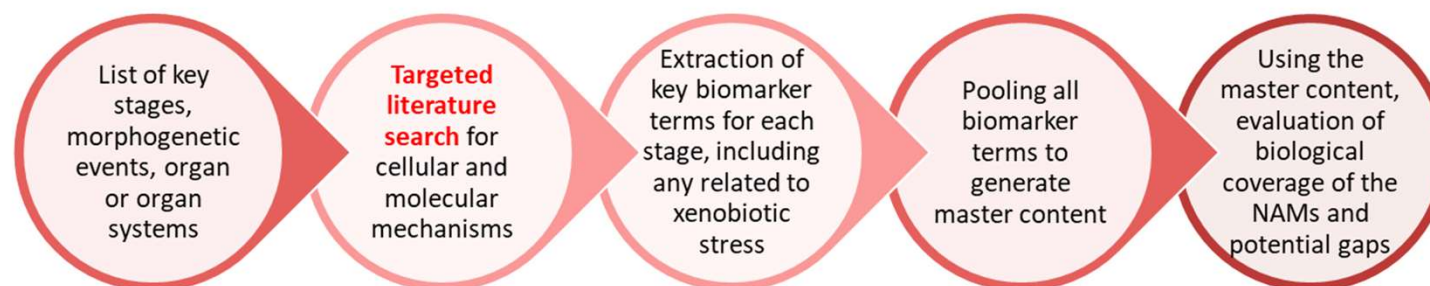 List of key
stages,
morphogenetic
events, organ
or organ
systems
Targeted
literature
search for
cellular and
molecular
mechanisms
Extraction of
key biomarker
terms for each
stage, including
any related to
xenobiotic
stress
Pooling all
biomarker
terms to
generate
master content
Using the
master content,
evaluation of
biological
coverage of the
NAMs and
potential gaps